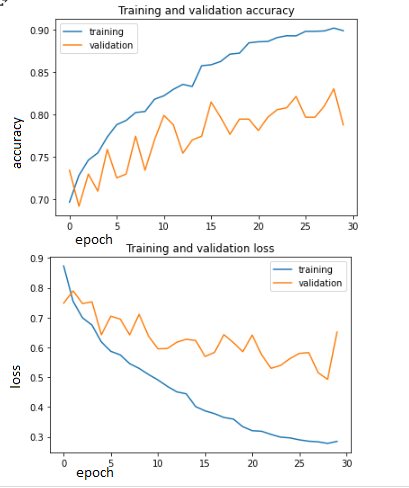 Training and validation accuracy
training
validation
0.90
0.85
0.80
0.75
0.70
accuracy
0 5 10 15 20 25 30
epoch
Training and validation loss
training
validation
0.9
0.8
0.7
0.6
0.5
0.4
0.3
loss
0 5 10 15 20 25 30
epoch